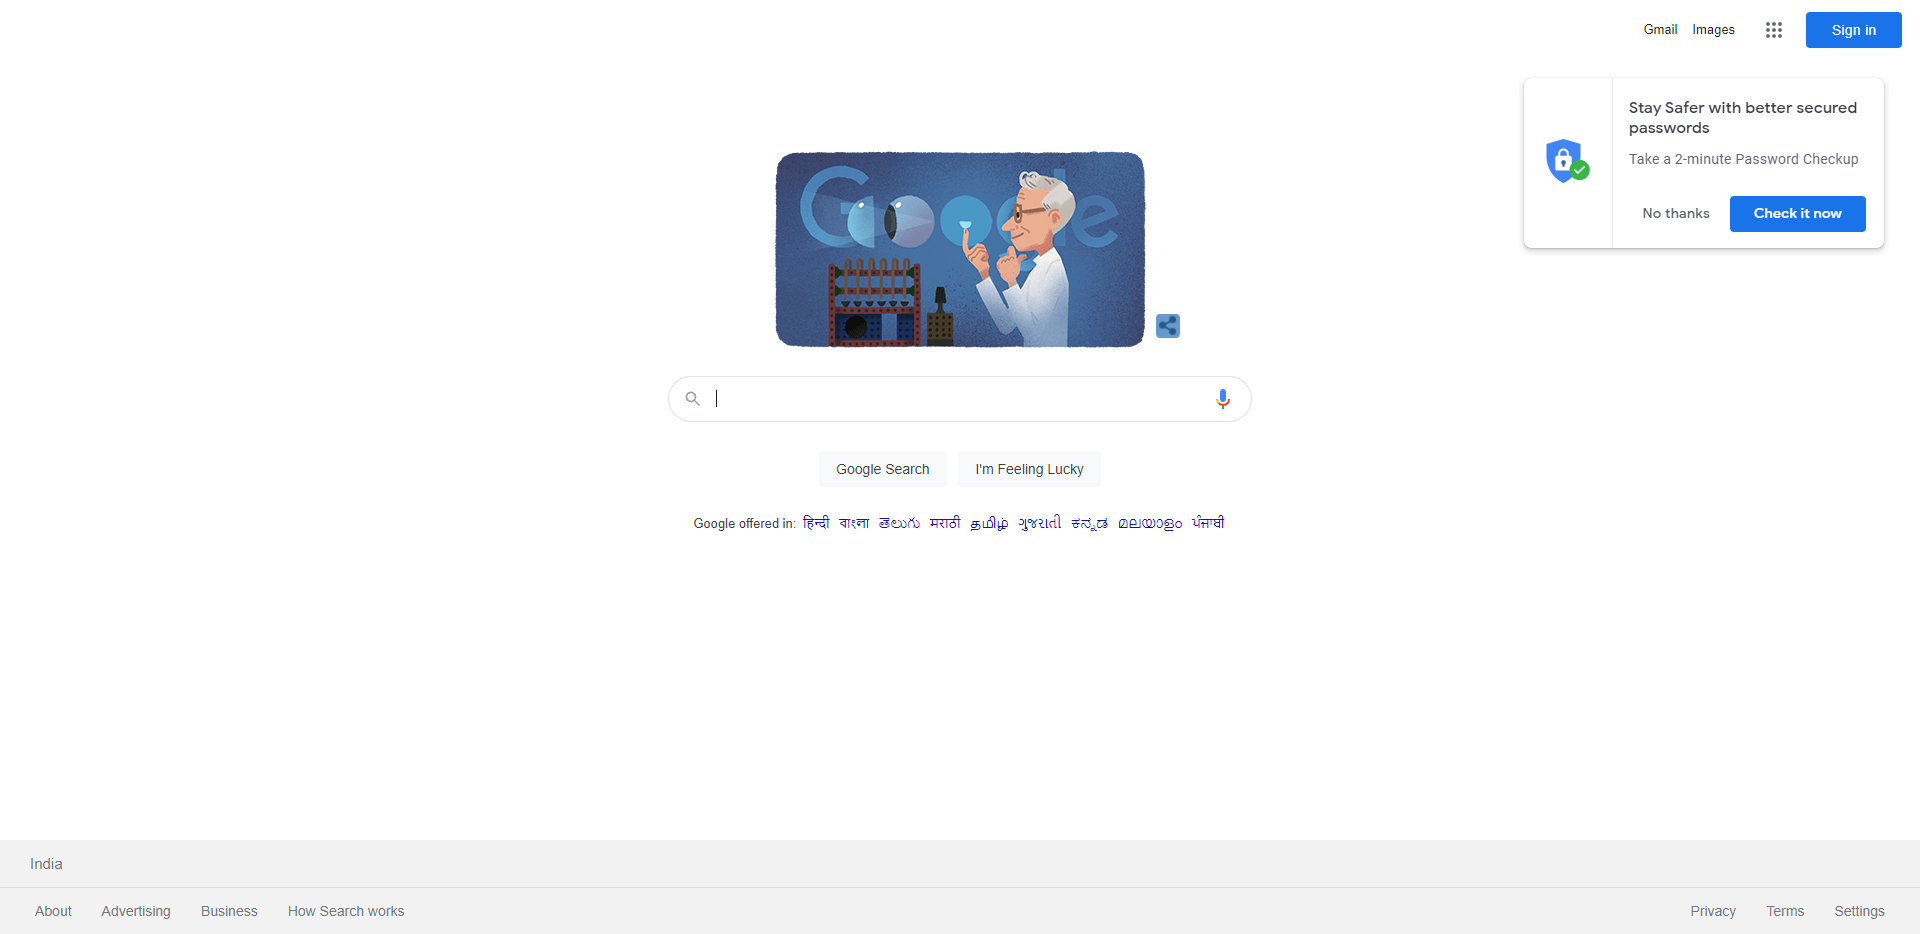 Gmail Images Sign in
Stay Safer with better secured
passwords
Take a 2-minute Password Checkup
No thanks Check it now
Google
Google Search I'm Feeling Lucky
Google offered in: हिन्दी বাংলা తెలుగు मराठी தமிழ் ગુજરાતી ಕನ್ನಡ മലയാളം ਪੰਜਾਬੀ
India
About Advertising Business How Search works Privacy Terms Settings